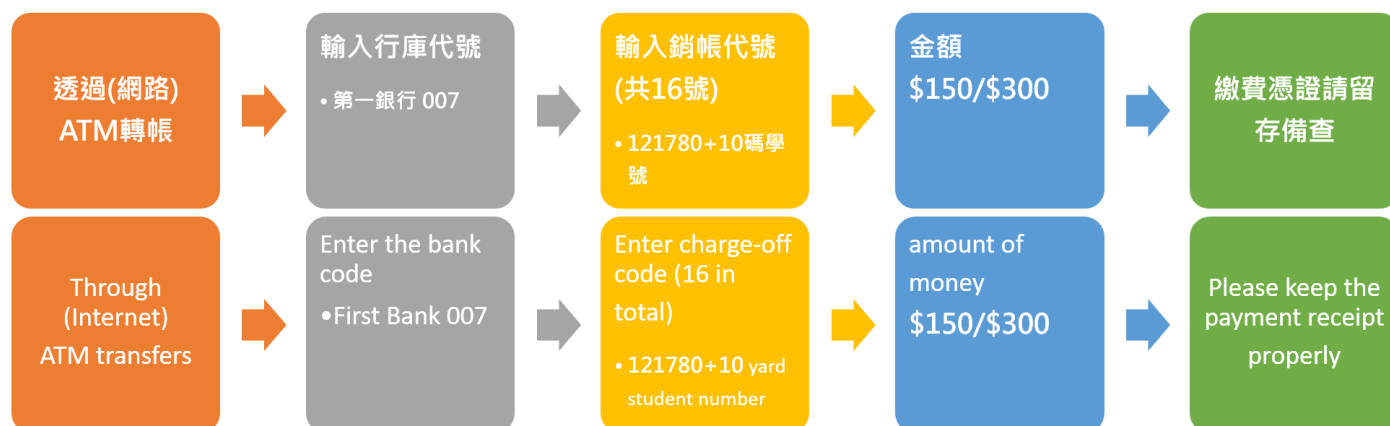 透過(網路)
ATM轉帳
輸入行庫代號
• 第一銀行 007
輸入銷帳代號
(共16號)
• 121780+10碼學
號
金額
$150/$300
繳費憑證請留
存備查
Through
(Internet)
ATM transfers
Enter the bank
code
•First Bank 007
Enter charge-off
code (16 in
total)
• 121780+10 yard
student number
amount of
money
$150/$300
Please keep the
payment receipt
properly